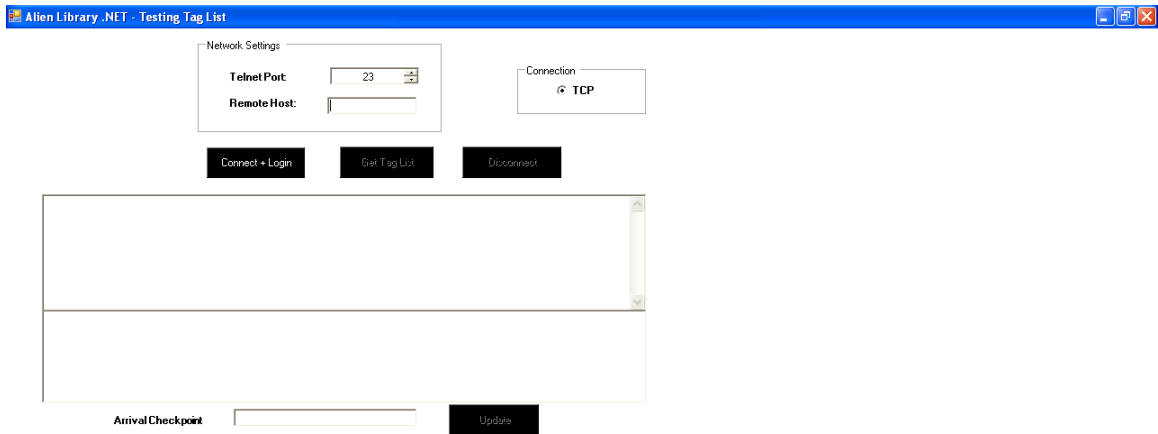 Alien Library .NET - Testing Tag List
Network Settings
Telnet Port:
23
Remote Host:
Connection
TCP
Connect + Login
Get Tag List
Disconnect
Arrival Checkpoint
Update